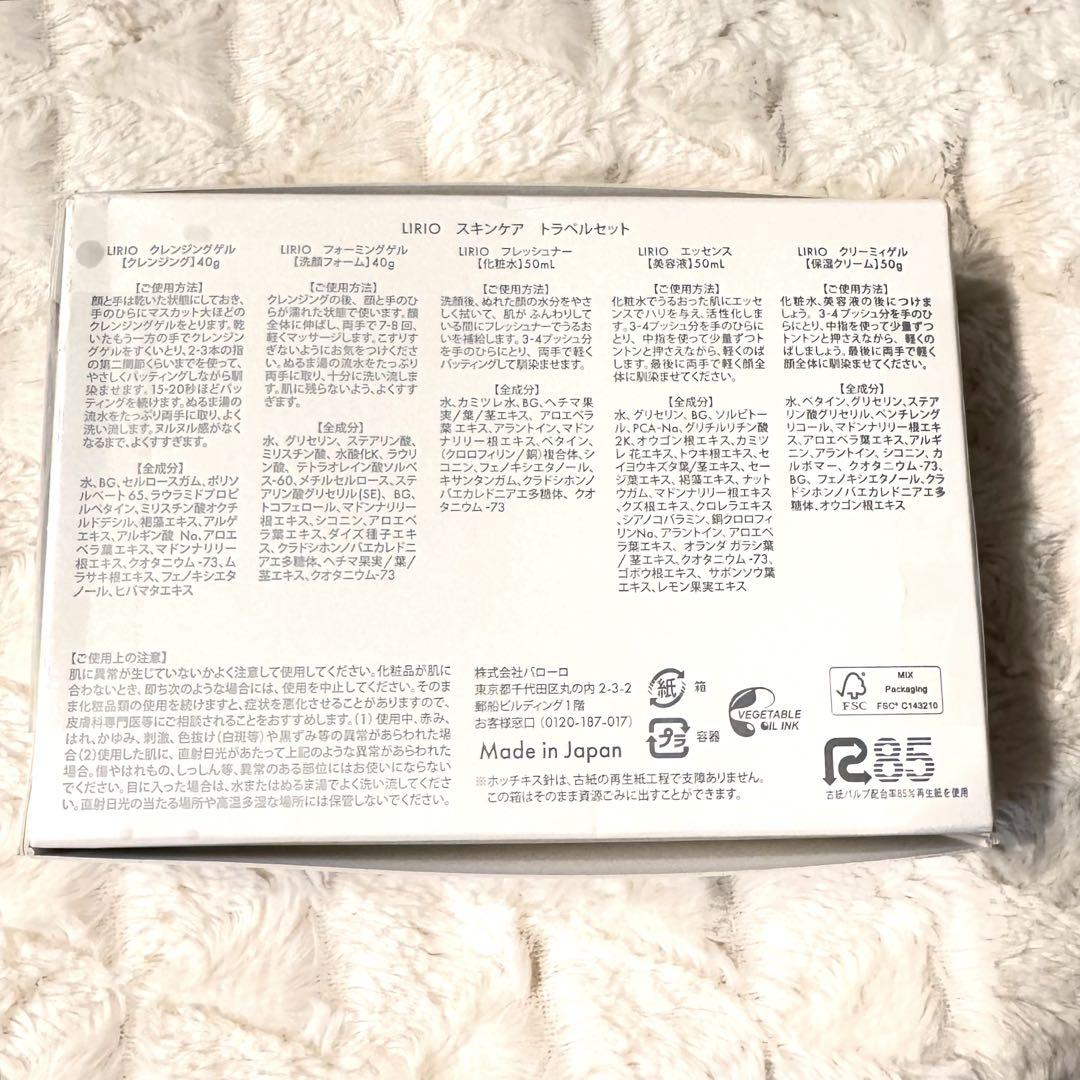 LIRIO スキンケア トラベルセット
LIRIO クレンジングゲル
【クレンジング】40g
【ご使用方法】
顔と手は乾いた状態にしておき、
手のひらにマスカット大ほどの
クレンジングゲルをとります。乾
いたもう一方の手でクレンジン
グゲルをすくいとり、2-3本の指
の第二関節くらいまでを使って、
やさしくパッティングしながら馴
染ませます。15-20秒ほどパッ
ティングを続けます。ぬるま湯の
流水をたっぷり両手に取り、よく
洗い流します。ヌルヌル感がなく
なるまで、よくすすぎます。
【全成分】
水、BG、セルロースガム、ポリソ
ルベート65、ラウラミドプロピ
ルベタイン、ミリスチン酸オクチ
ルドデシル、褐藻エキス、アルゲ
エキス、アルギン酸 Na、アロエ
ベラ葉エキス、マドンナリリー
根エキス、クオタニウム-73、ム
ラサキ根エキス、フェノキシエタ
ノール、ヒバマタエキス
LIRIO フォーミングゲル
【洗顔フォーム】40g
【ご使用方法】
クレンジングの後、顔と手のひ
らが濡れた状態で使います。顔
全体に伸ばし、両手で7-8回、
軽くマッサージします。こすりす
ぎないようにお気をつけくださ
い。ぬるま湯の流水をたっぷり
両手に取り、十分に洗い流しま
す。肌に残らないよう、よくすす
ぎます。
【全成分】
水、グリセリン、ステアリン酸、
ミリスチン酸、水酸化K、ラウリ
ン酸、テトラオレイン酸ソルベ
ス-60、メチルセルロース、ステ
アリン酸グリセリル(SE)、BG、
トコフェロール、マドンナリリー
根エキス、シコニン、アロエベ
ラ葉エキス、ダイズ種子エキ
ス、クラドシホンノバエカレドニ
アエ多糖体、ヘチマ果実/葉/
茎エキス、クオタニウム-73
LIRIO フレッシュナー
【化粧水】50mL
【ご使用方法】
洗顔後、ぬれた顔の水分をやさ
しくて拭いて、肌が ふんわりしてい
る間にフレッシュナーでうるお
いを補給します。3-4プッシュ分
を手のひらにとり、両手で軽く
パッティングして馴染ませます。
【全成分】
水、カミツレ水、BG、ヘチマ果
実/葉/茎エキス、アロエベラ
葉エキス、アラントイン、マドン
ナリリー根エキス、ベタイン、
(クロロフィリン/銅)複合体、シ
コニン、フェノキシエタノール、
キサンタンガム、クラドシホンノ
バエカレドニアエ多糖体、クオ
タニウム -73
LIRIO エッセンス
【美容液】50mL
【ご使用方法】
化粧水でうるおった肌にエッセ
ンスでハリを与え、活性化しま
す。3-4プッシュ分を手のひらに
とり、中指を使って少量ずつト
ントンと押さえながら、軽くのば
します。最後に両手で軽く顔全
体に馴染ませてください。
【全成分】
水、グリセリン、BG、ソルビトー
ル、PCA-Na、グリチルリチン酸
2K、オウゴン根エキス、カミツ
レ花エキス、トウキ根エキス、セ
イヨウキズタ葉/茎エキス、セー
ジ葉エキス、褐藻エキス、ナット
ウガム、マドンナリリー根エキス
、クズ根エキス、クロレラエキス
、シアノコバラミン、銅クロロフィ
リンNa、アラントイン、アロエベ
ラ葉エキス、オランダ ガラシ葉
/茎エキス、クオタニウム -73、
ゴボウ根エキス、サボンソウ葉
エキス、レモン果実エキス
LIRIO クリーミィゲル
【保湿クリーム】50g
【ご使用方法】
化粧水、美容液の後につけま
しょう。3-4プッシュ分を手のひ
らにとり、中指を使って少量ずつ
トントンと押さえながら、軽くの
ばしましょう。最後に両手で軽く
顔全体に馴染ませてください。
【全成分】
水、ベタイン、グリセリン、ステア
リン酸グリセリル、ペンチレング
リコール、マドンナリリー根エキ
ス、アロエベラ葉エキス、アルギ
ニン、アラントイン、シコニン、カ
ルボマー、クオタニウム-73、
BG、フェノキシエタノール、クラ
ドシホンノバエカレドニアエ多
糖体、オウゴン根エキス
【ご使用上の注意】
肌に異常が生じていないかよく注意して使用してください。化粧品が肌に
合わないとき、即ち次のような場合には、使用を中止してください。そのま
ま化粧品類の使用を続けますと、症状を悪化させることがありますので、
皮膚科専門医等にご相談されることをおすすめします。(1)使用中、赤み、
はれ、かゆみ、刺激、色抜け(白斑等)や黒ずみ等の異常があらわれた場
合(2)使用した肌に、直射日光があたって上記のような異常があらわれた
場合。傷やはれもの、しっしん等、異常のある部位にはお使いにならない
でください。目に入った場合は、水またはぬるま湯でよく洗い流してください
。直射日光の当たる場所や高温多湿な場所には保管しないでください。
株式会社バローロ
東京都千代田区丸の内2-3-2
郵船ビルディング1階
お客様窓口(0120-187-017)
Made in Japan
紙 箱
プラ 容器
VEGETABLE
OIL INK
※ホッチキス針は、古紙の再生紙工程で支障ありません。
この箱はそのまま資源ごみに出すことができます。
FSC
MIX
Packaging
FSC® C143210
R85
古紙パルプ配合率85%再生紙を使用